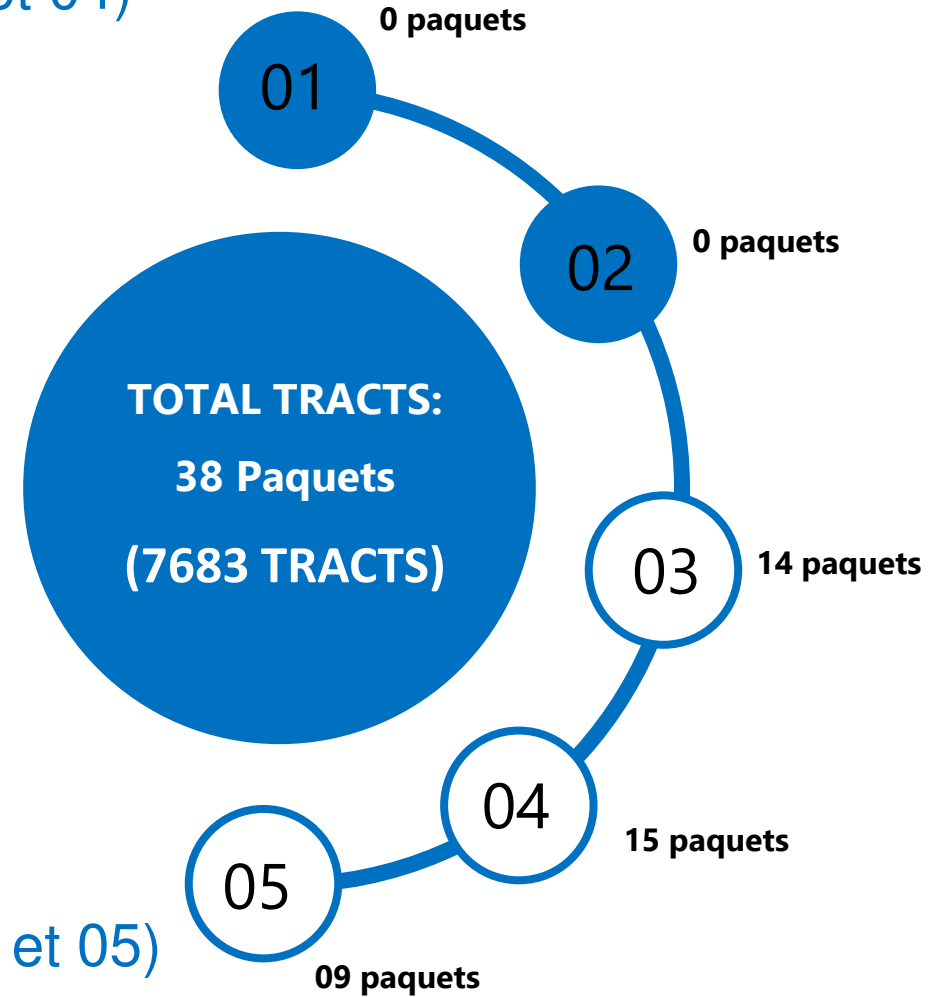 0 paquets
01
0 paquets
02
TOTAL TRACTS:
38 Paquets
(7683 TRACTS)
03
14 paquets
04
15 paquets
05
et 05)
09 paquets